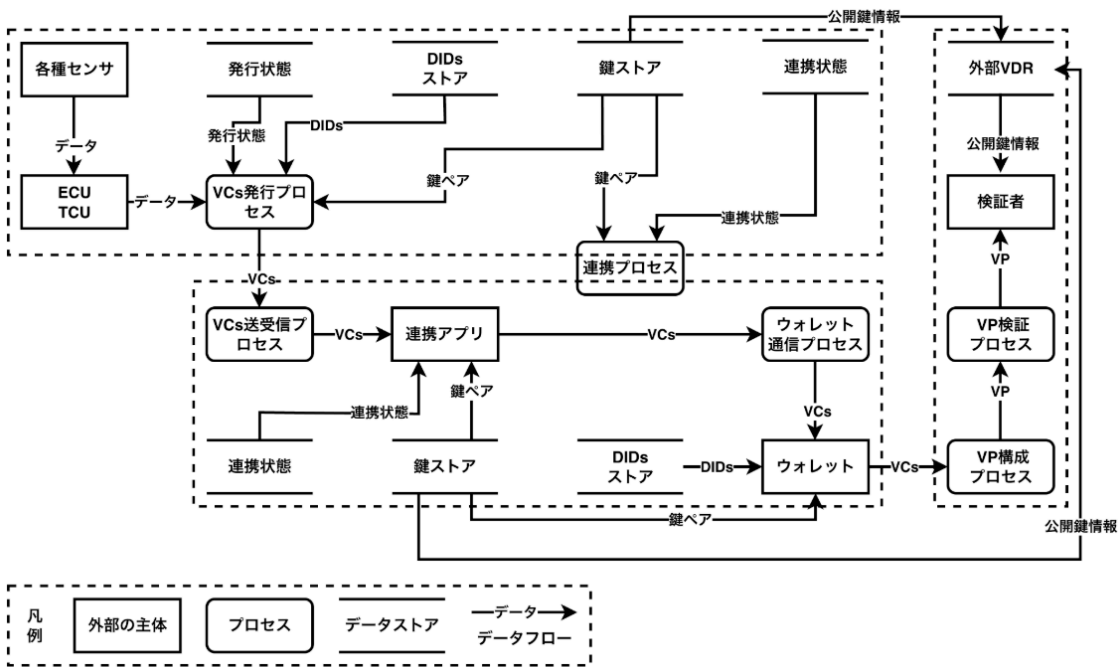 公開鍵情報
各種センサ
発行状態
DIDs
ストア
鍵ストア
連携状態
外部VDR
データ
発行状態
DIDs
公開鍵情報
鍵ペア
鍵ペア
ECU
TCU
データ
VCs発行プロ
セス
連携状態
検証者
連携プロセス
VCs
VP
VCs送受信プ
ロセス
VCs
連携アプリ
VCs
ウォレット
通信プロセス
VP検証
プロセス
連携状態
鍵ペア
VCs
VP
連携状態
鍵ストア
DIDs
ストア
DIDs
ウォレット
VCs
VP構成
プロセス
鍵ペア
公開鍵情報
凡
例
外部の主体
プロセス
データストア
データ
データフロー